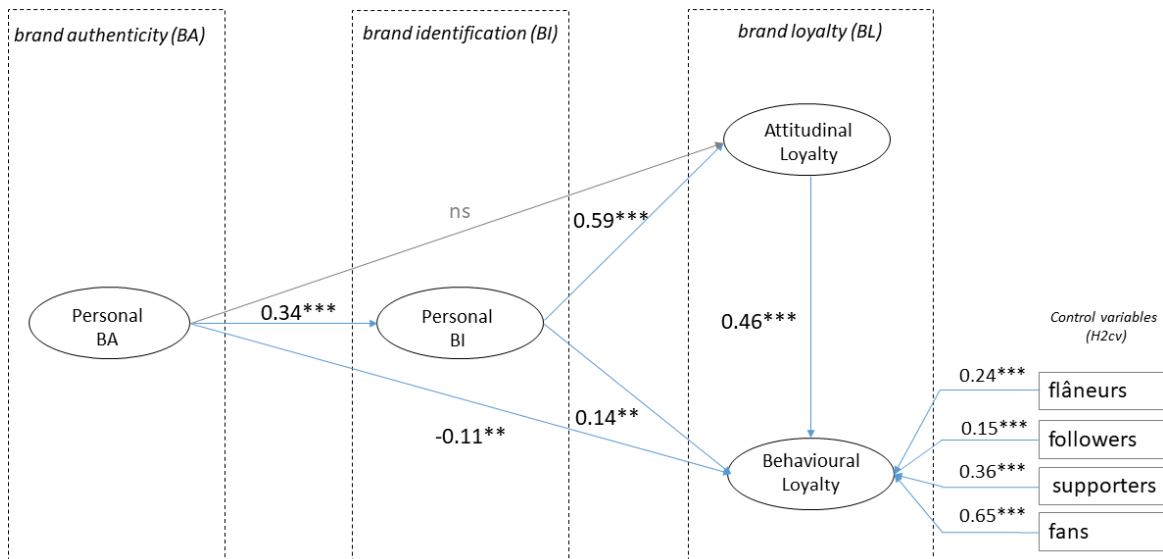 brand authenticity (BA)
brand identification (BI)
brand loyalty (BL)
Attitudinal
Loyalty
ns
0.59***
Personal
BA
0.34***
Personal
BI
0.46***
Control variables
(H2cv)
-0.11**
0.14**
Behavioural
Loyalty
0.24***
flâneurs
0.15***
followers
0.36***
supporters
0.65***
fans